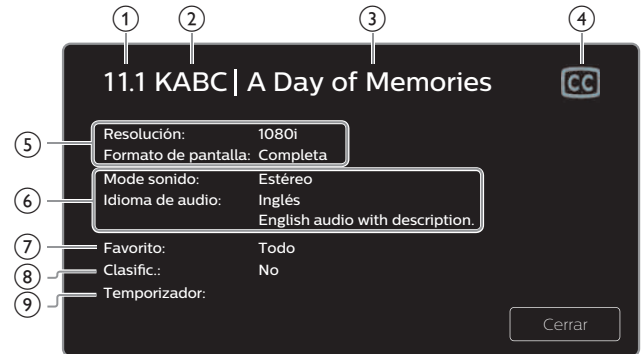 1 2 3 4
11.1 KABC | A Day of Memories CC
5
Resolución: 1080i
Formato de pantalla: Completa
6
Mode sonido: Estéreo
Idioma de audio: Inglés
English audio with description.
7 Favorito: Todo
8 Clasific.: No
9 Temporizador:
Cerrar